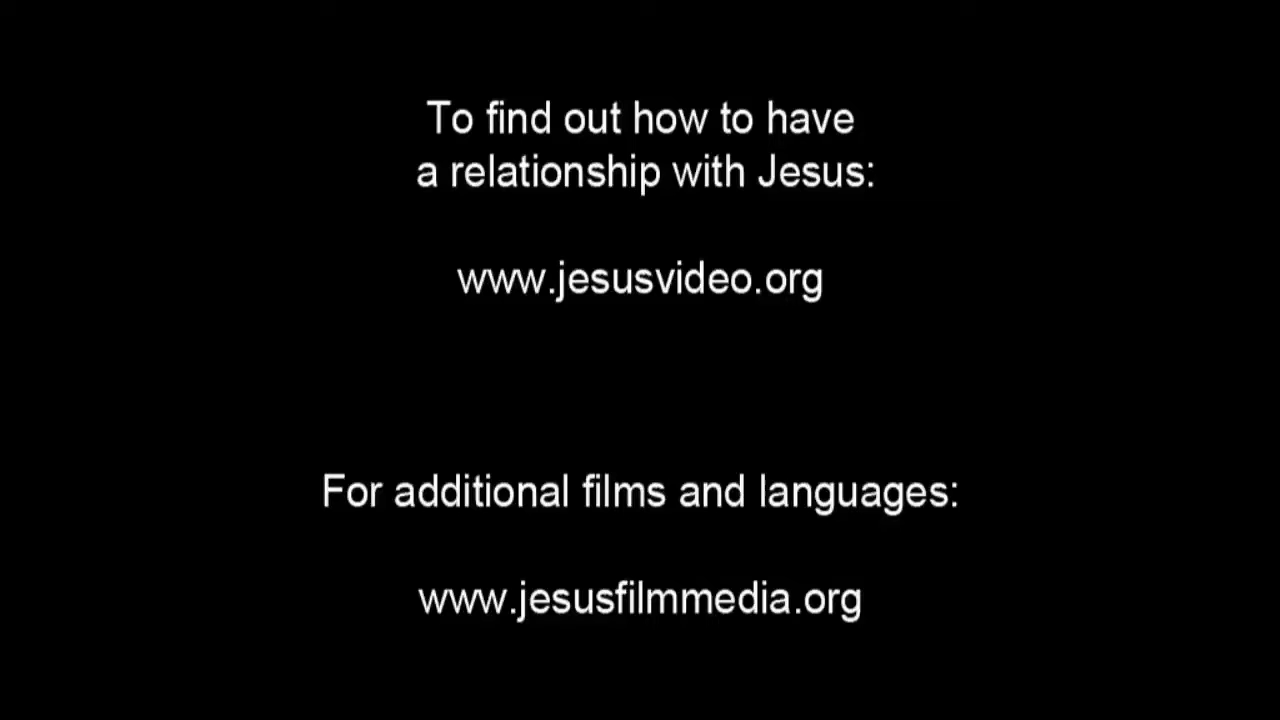 To find out how to have
a relationship with Jesus:
www.jesusvideo.org
For additional films and languages:
www.jesusfilmmedia.org